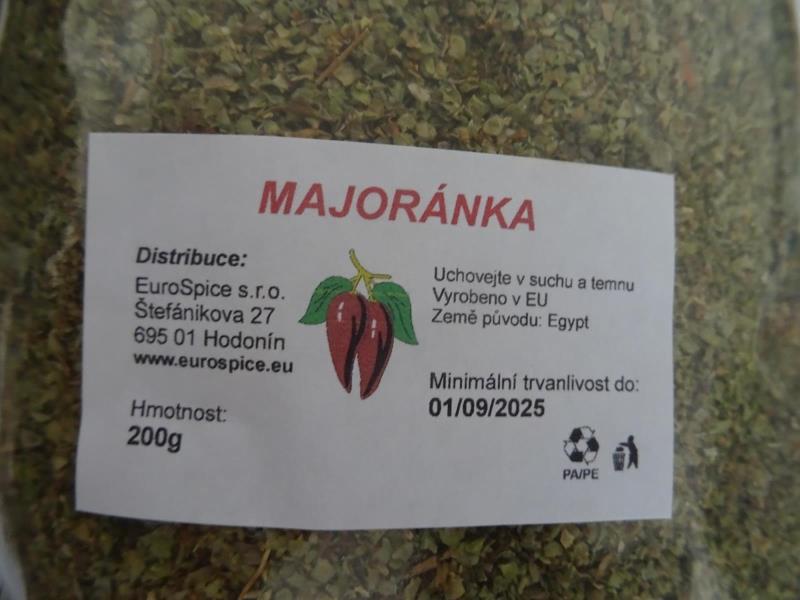 MAJORÁNKA
Distribuce:
EuroSpice s.r.o.
Štefánikova 27
695 01 Hodonín
www.eurospice.eu
Hmotnost:
200g
Uchovejte v suchu a temnu
Vyrobeno v EU
Země původu: Egypt
Minimální trvanlivost do:
01/09/2025
PA/PE